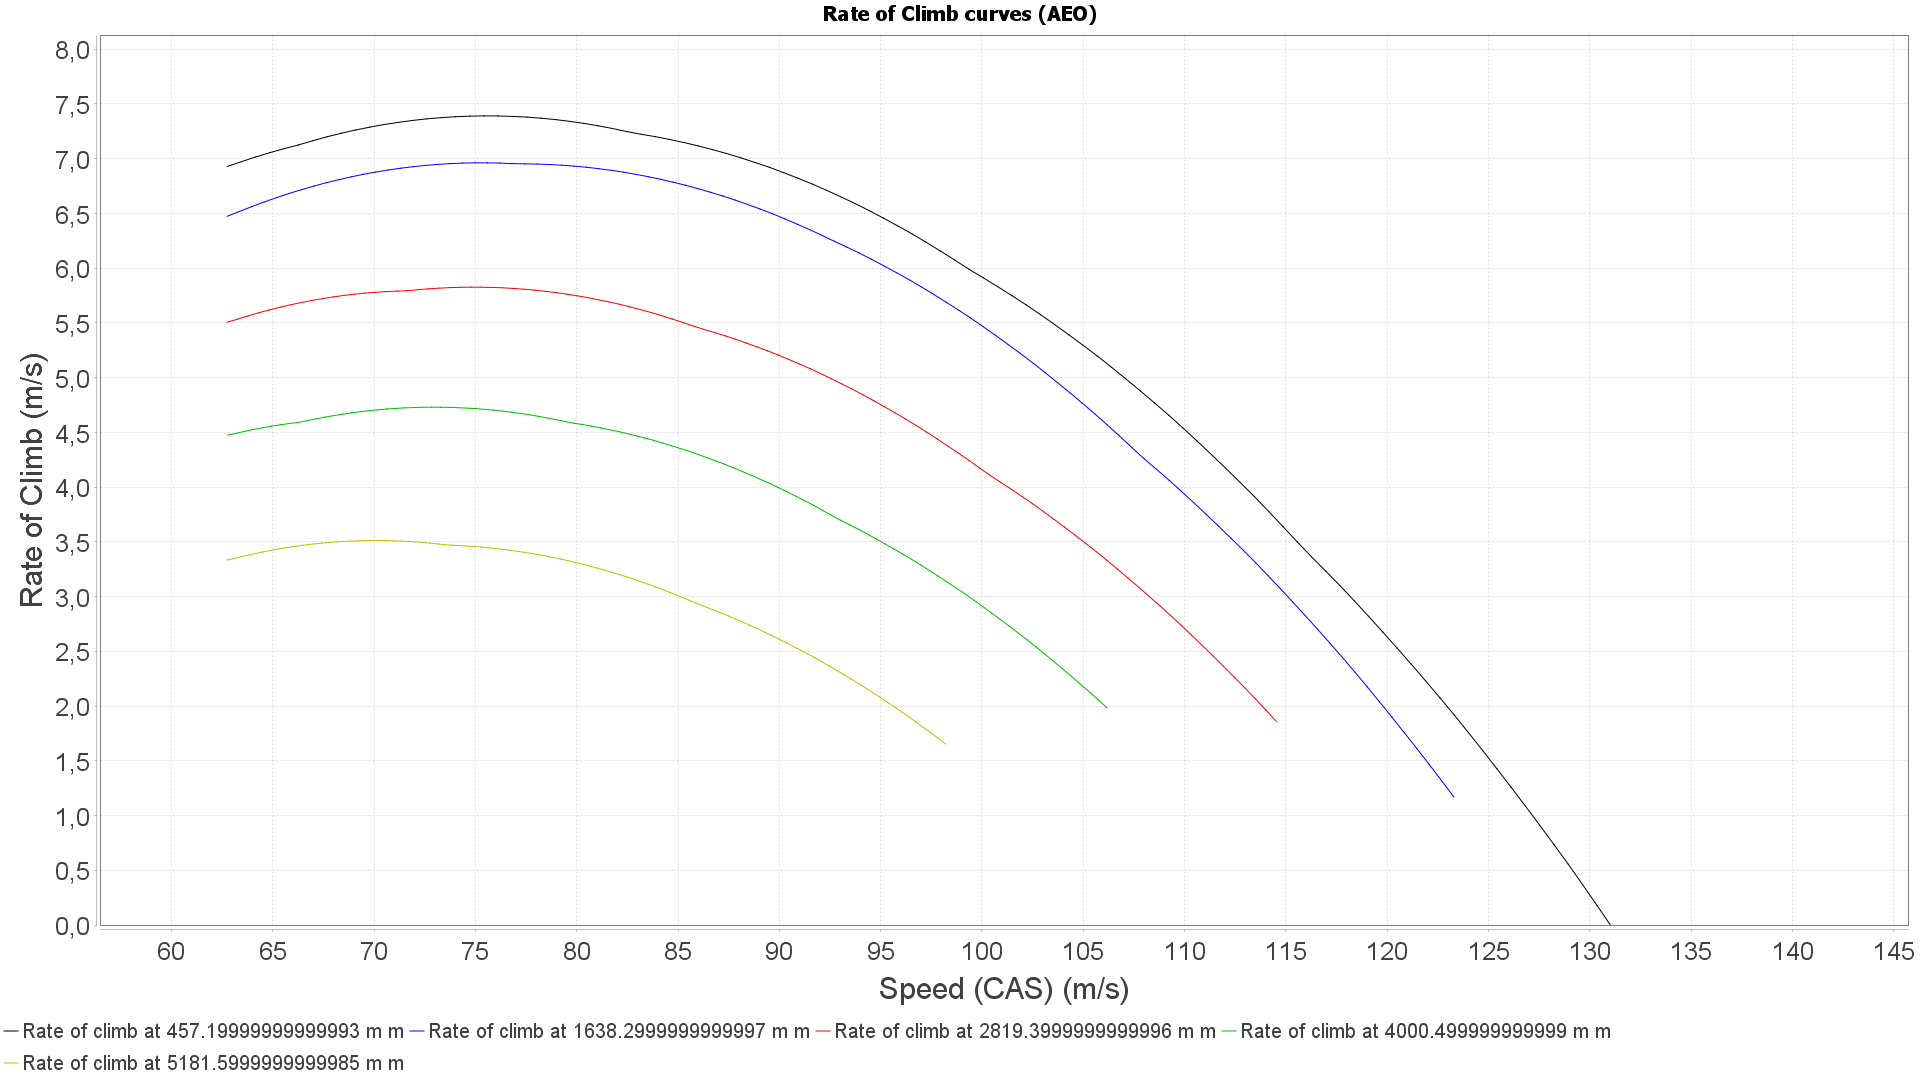 Rate of Climb curves (AEO)
8,0
7,5
7,0
6,5
6,0
5,5
5,0
4,5
4,0
3,5
3,0
2,5
2,0
1,5
1,0
0,5
0,0
Rate of Climb (m/s)
60 65 70 75 80 85 90 95 100 105 110 115 120 125 130 135 140 145
Speed (CAS) (m/s)
Rate of climb at 457.19999999999993 m m Rate of climb at 1638.2999999999997 m m Rate of climb at 2819.3999999999996 m m Rate of climb at 4000.499999999999 m m
Rate of climb at 5181.5999999999985 m m